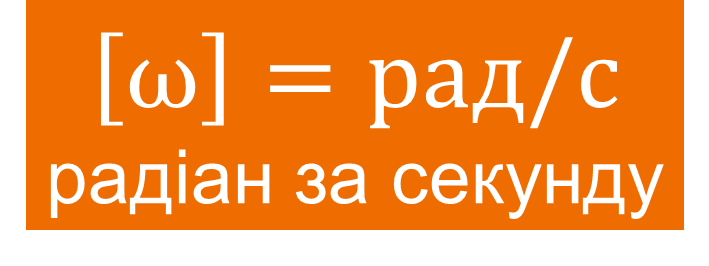 [ω] = рад/с
радіан за секунду